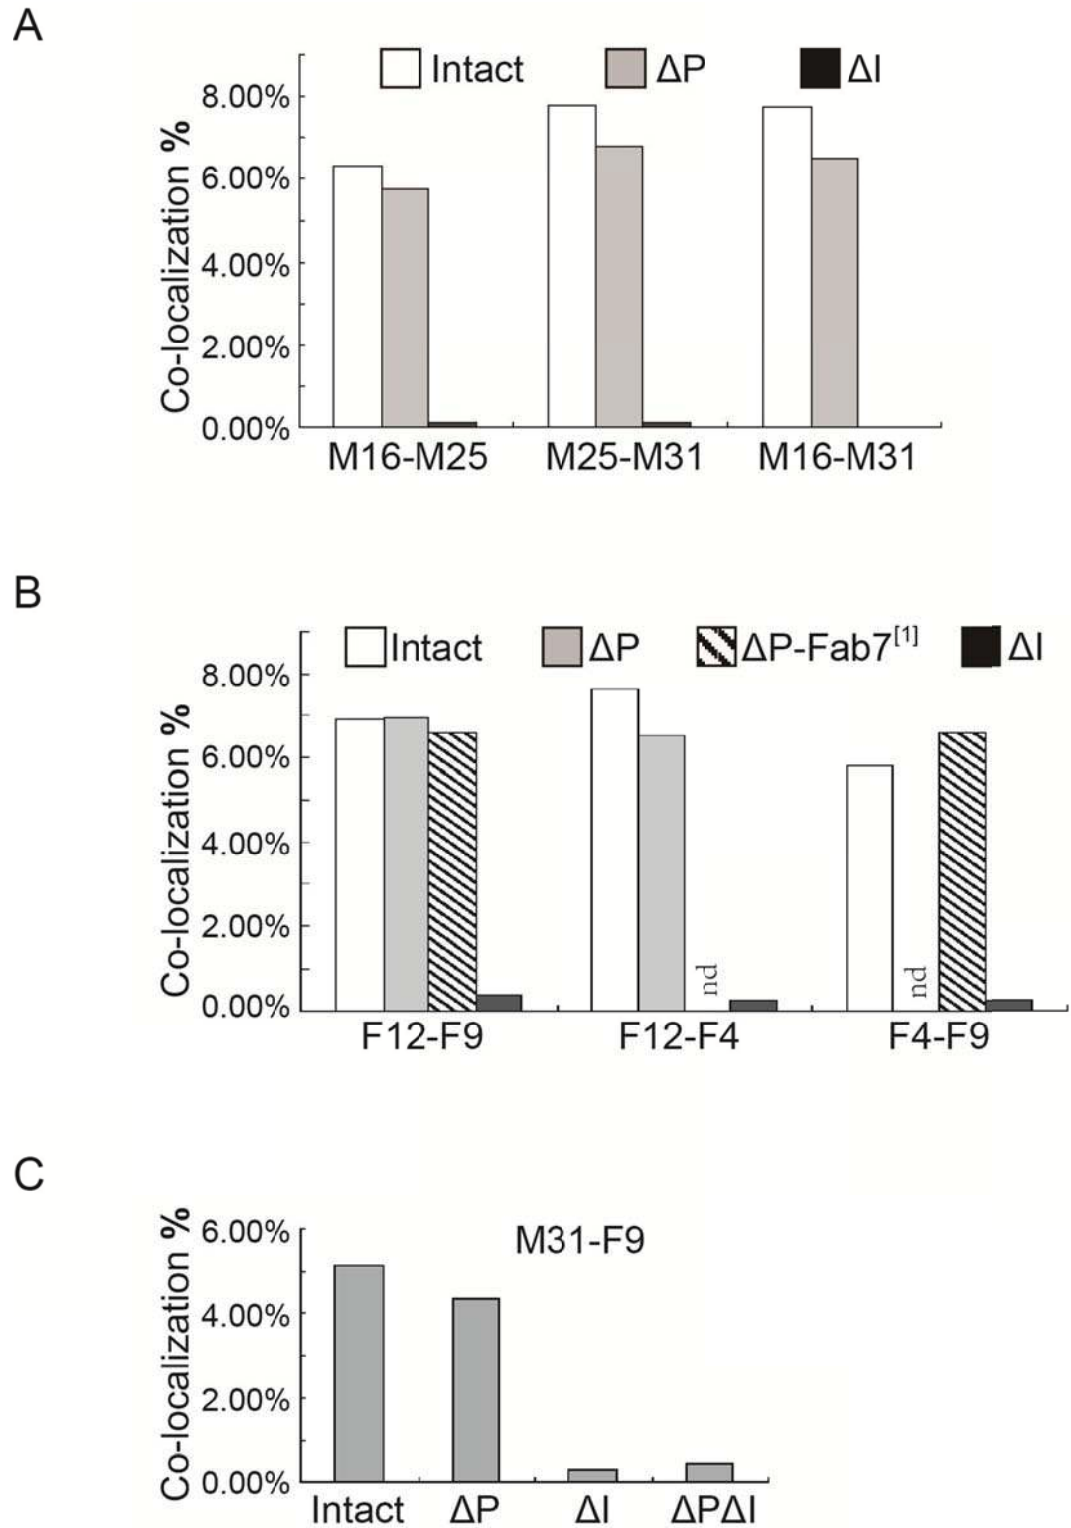 A
Intact ΔP ΔI
Co-localization %
8.00%
6.00%
4.00%
2.00%
0.00%
M16-M25 M25-M31 M16-M31
B
Intact ΔP ΔP-Fab7[1] ΔI
Co-localization %
8.00%
6.00%
4.00%
2.00%
0.00%
nd nd
F12-F9 F12-F4 F4-F9
C
M31-F9
Co-localization %
6.00%
4.00%
2.00%
0.00%
Intact ΔP ΔI ΔPΔI